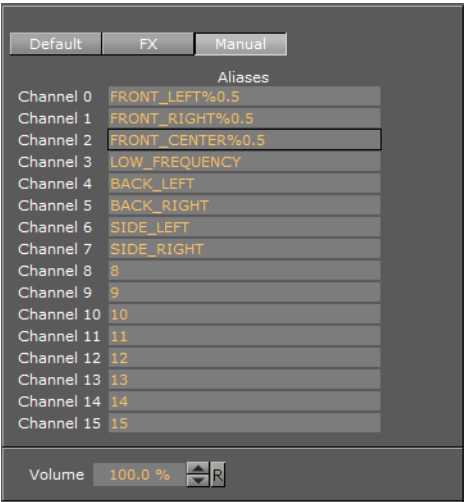 Default FX Manual
Aliases
Channel 0 FRONT_LEFT%0.5
Channel 1 FRONT_RIGHT%0.5
Channel 2 FRONT_CENTER%0.5
Channel 3 LOW_FREQUENCY
Channel 4 BACK_LEFT
Channel 5 BACK_RIGHT
Channel 6 SIDE_LEFT
Channel 7 SIDE_RIGHT
Channel 8 8
Channel 9 9
Channel 10 10
Channel 11 11
Channel 12 12
Channel 13 13
Channel 14 14
Channel 15 15
Volume 100.0 % R